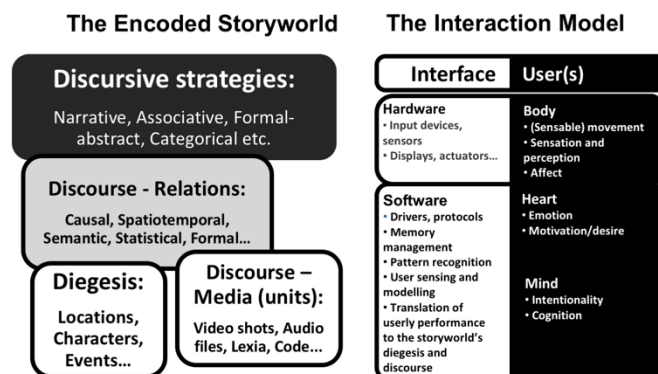 The Encoded Storyworld
Discursive strategies:
Narrative, Associative, Formal-
abstract, Categorical etc.
Discourse - Relations:
Causal, Spatiotemporal,
Semantic, Statistical, Formal…
Diegesis:
Locations,
Characters,
Events…
Discourse –
Media (units):
Video shots, Audio
files, Lexia, Code...
The Interaction Model
Interface
User(s)
Hardware
• Input devices,
sensors
• Displays, actuators…
Body
• (Sensable) movement
• Sensation and
perception
• Affect
Software
• Drivers, protocols
• Memory
management
• Pattern recognition
• User sensing and
modelling
• Translation of
userly performance
to the storyworld's
diegesis and
discourse
Heart
• Emotion
• Motivation/desire
Mind
• Intentionality
• Cognition